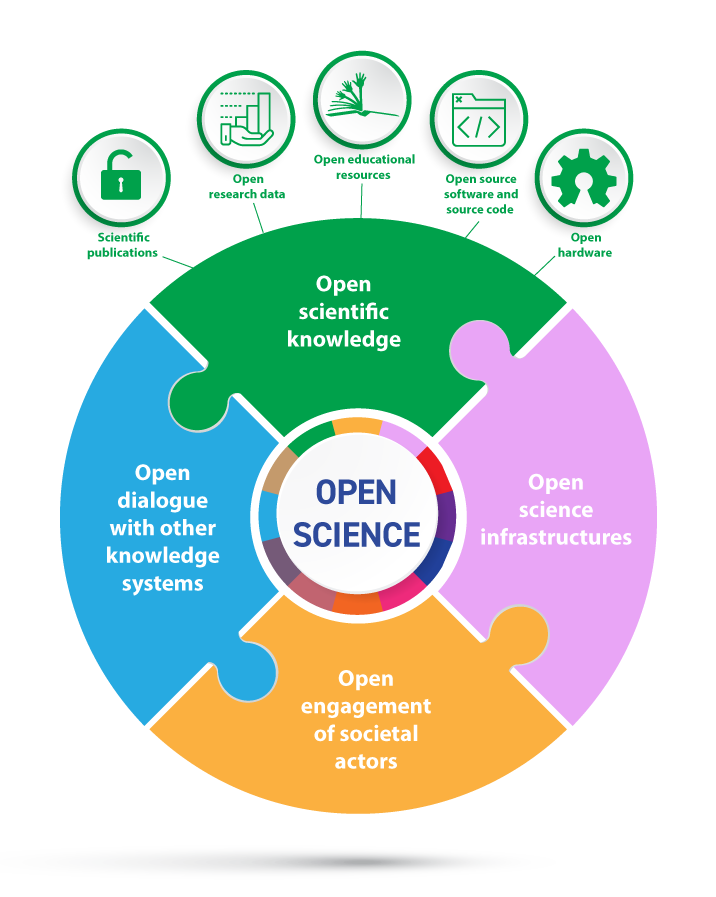 Open educational
resources
Open
research data
Open source
software and
source code
Scientific
publications
Open
hardware
Open
scientific
knowledge
Open
dialogue
with other
knowledge
systems
OPEN
SCIENCE
Open
science
infrastructures
Open
engagement
of societal
actors